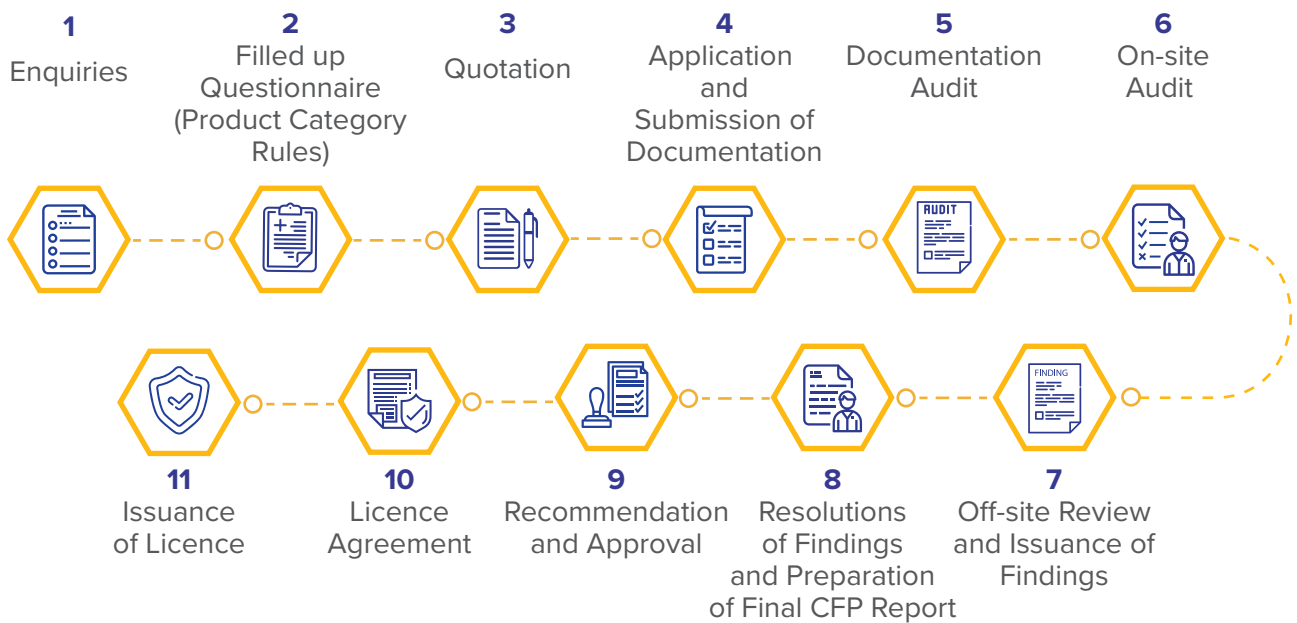 1
Enquiries
2
Filled up
Questionnaire
(Product Category
Rules)
3
Quotation
4
Application
and
Submission of
Documentation
5
Documentation
Audit
6
On-site
Audit
AUDIT
FINDING
7
Off-site Review
and Issuance of
Findings
8
Resolutions
of Findings
and Preparation
of Final CFP Report
9
Recommendation
and Approval
10
Licence
Agreement
11
Issuance
of Licence